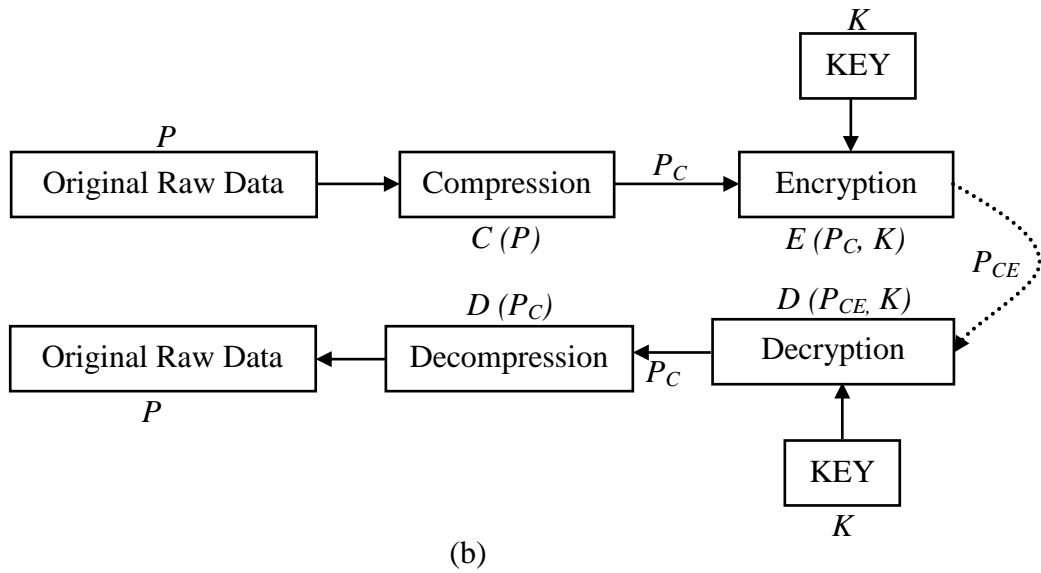 K
KEY
P
Original Raw Data
Compression
P_C
Encryption
C (P)
E (P_C, K)
P_CE
D (P_C)
D (P_CE, K)
Original Raw Data
Decompression
P_C
Decryption
P
KEY
K
(b)